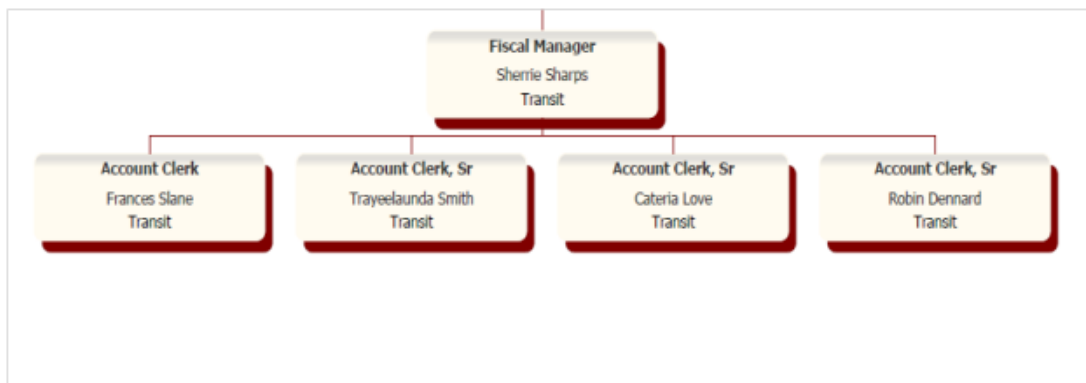 Fiscal Manager
Sherrie Sharps
Transit
Account Clerk
Frances Slane
Transit
Account Clerk, Sr
Trayeelaunda Smith
Transit
Account Clerk, Sr
Cateria Love
Transit
Account Clerk, Sr
Robin Dennard
Transit